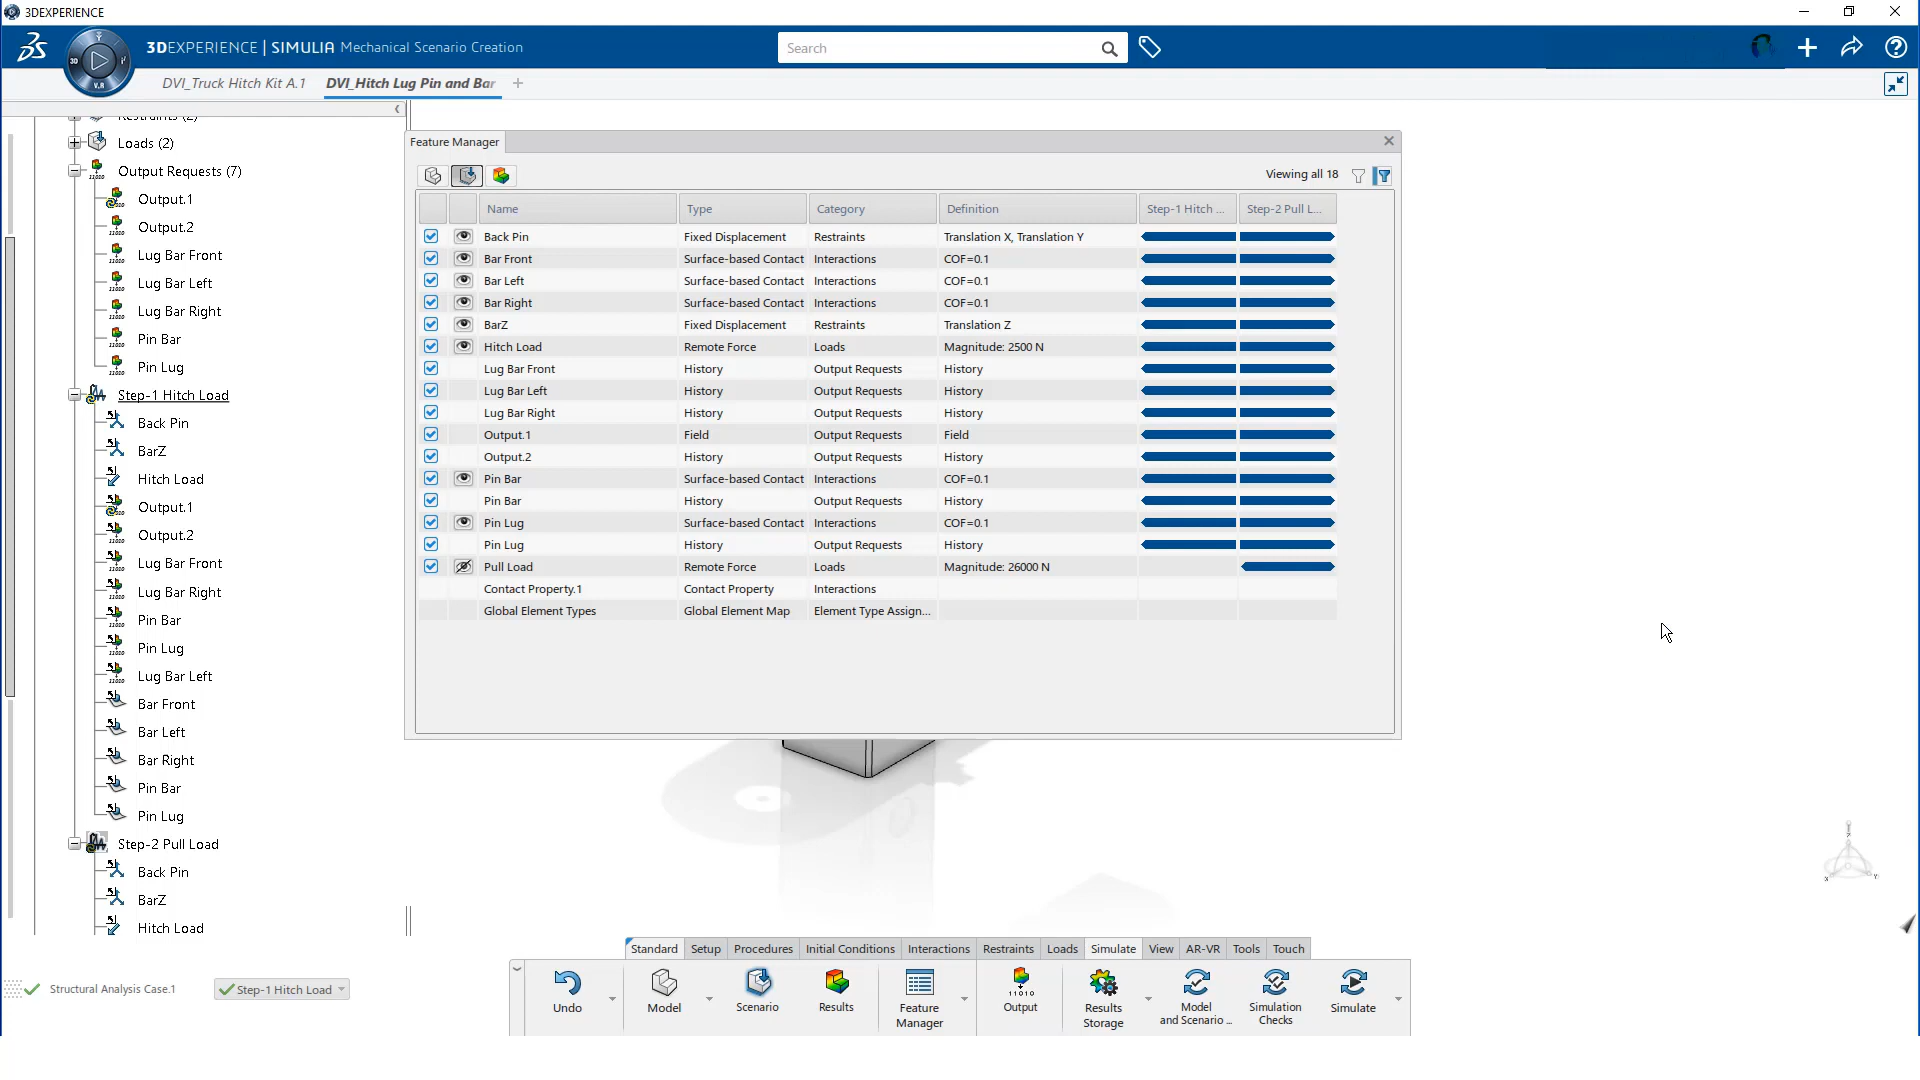 3DEXPERIENCE
3DEXPERIENCE | SIMULIA Mechanical Scenario Creation
Search
DVI_Truck Hitch Kit A.1 DVI_Hitch Lug Pin and Bar +
Restraints (2)
Loads (2)
Output Requests (7)
Output.1
Output.2
Lug Bar Front
Lug Bar Left
Lug Bar Right
Pin Bar
Pin Lug
Step-1 Hitch Load
Back Pin
BarZ
Hitch Load
Output.1
Output.2
Lug Bar Front
Lug Bar Right
Pin Bar
Pin Lug
Lug Bar Left
Bar Front
Bar Left
Bar Right
Pin Bar
Pin Lug
Step-2 Pull Load
Back Pin
BarZ
Hitch Load
Feature Manager
Viewing all 18
Name Type Category Definition Step-1 Hitch ... Step-2 Pull L...
Back Pin Fixed Displacement Restraints Translation X, Translation Y
Bar Front Surface-based Contact Interactions COF=0.1
Bar Left Surface-based Contact Interactions COF=0.1
Bar Right Surface-based Contact Interactions COF=0.1
BarZ Fixed Displacement Restraints Translation Z
Hitch Load Remote Force Loads Magnitude: 2500 N
Lug Bar Front History Output Requests History
Lug Bar Left History Output Requests History
Lug Bar Right History Output Requests History
Output.1 Field Output Requests Field
Output.2 History Output Requests History
Pin Bar Surface-based Contact Interactions COF=0.1
Pin Bar History Output Requests History
Pin Lug Surface-based Contact Interactions COF=0.1
Pin Lug History Output Requests History
Pull Load Remote Force Loads Magnitude: 26000 N
Contact Property.1 Contact Property Interactions
Global Element Types Global Element Map Element Type Assign...
Structural Analysis Case.1 Step-1 Hitch Load
Standard Setup Procedures Initial Conditions Interactions Restraints Loads Simulate View AR-VR Tools Touch
Undo
Model
Scenario
Results
Feature
Manager
Output
Results
Storage
Model
and Scenario ...
Simulation
Checks
Simulate